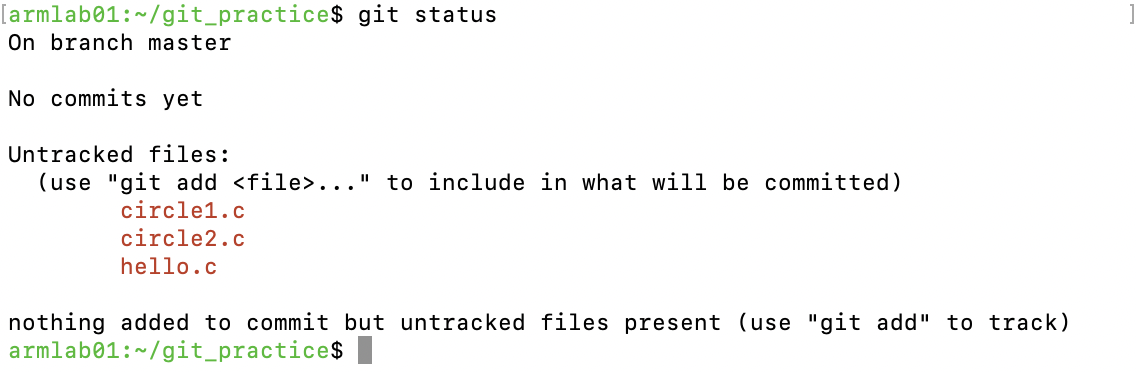 [armlab01:~/git_practice$ git status ]
On branch master
No commits yet
Untracked files:
(use "git add <file>..." to include in what will be committed)
circle1.c
circle2.c
hello.c
nothing added to commit but untracked files present (use "git add" to track)
armlab01:~/git_practice$